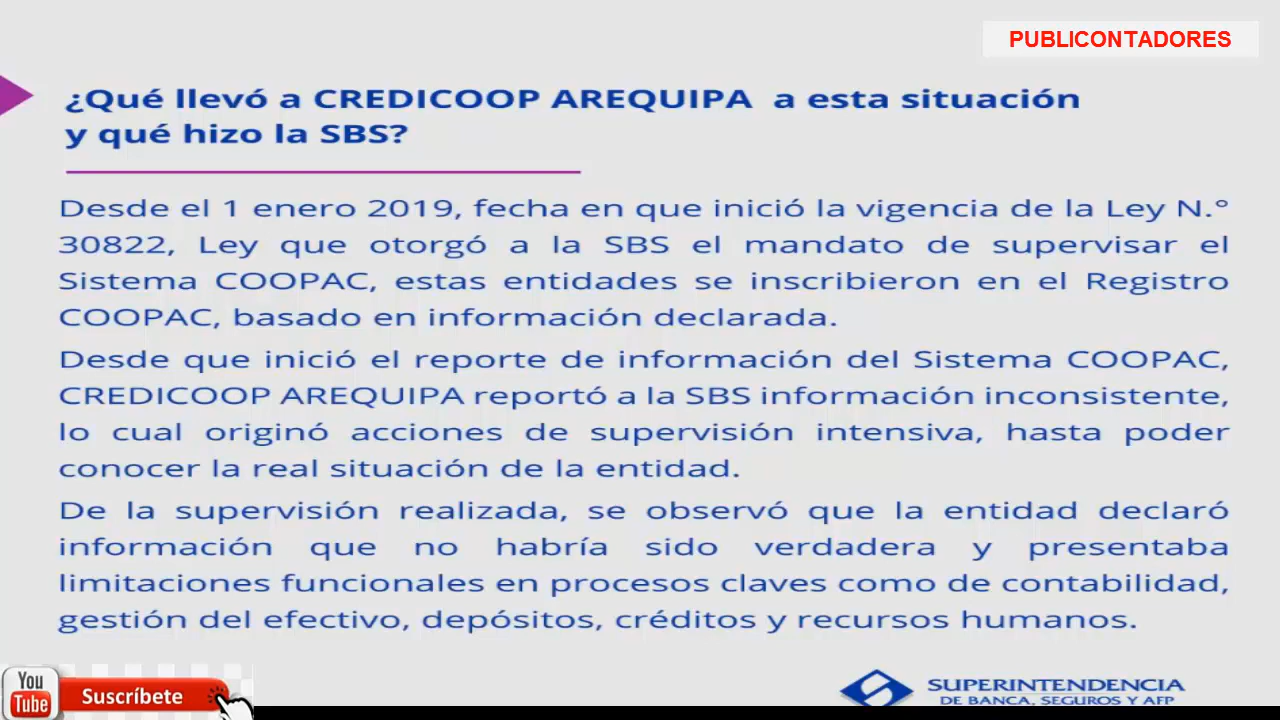 PUBLICONTADORES
¿Qué llevó a CREDICOOP AREQUIPA a esta situación
y qué hizo la SBS?
Desde el 1 enero 2019, fecha en que inició la vigencia de la Ley N.°
30822, Ley que otorgó a la SBS el mandato de supervisar el
Sistema COOPAC, estas entidades se inscribieron en el Registro
COOPAC, basado en información declarada.
Desde que inició el reporte de información del Sistema COOPAC,
CREDICOOP AREQUIPA reportó a la SBS información inconsistente,
lo cual originó acciones de supervisión intensiva, hasta poder
conocer la real situación de la entidad.
De la supervisión realizada, se observó que la entidad declaró
información que no habría sido verdadera y presentaba
limitaciones funcionales en procesos claves como de contabilidad,
gestión del efectivo, depósitos, créditos y recursos humanos.
You
Tube
Suscríbete
SUPERINTENDENCIA
DE BANCA, SEGUROS Y AFP